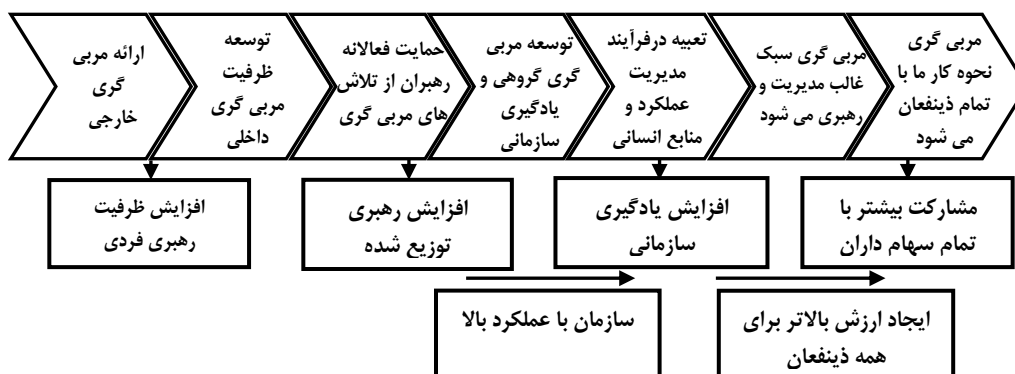 ارائه مربی
گری
خارجی
توسعه
ظرفیت
مربی گری
داخلی
حمایت فعالانه
رهبران از تلاش
های مربی گری
توسعه مربی
گری گروهی و
یادگیری
سازمانی
تعبیه درفرآیند
مدیریت
عملکرد و
منابع انسانی
مربی گری سبک
غالب مدیریت و
رهبری می شود
مربی گری
نحوه کار ما با
تمام ذینفعان
می شود
افزایش ظرفیت
رهبری فردی
افزایش رهبری
توزیع شده
افزایش یادگیری
سازمانی
مشارکت بیشتر با
تمام سهام داران
سازمان با عملکرد بالا
ایجاد ارزش بالاتر برای
همه ذینفعان